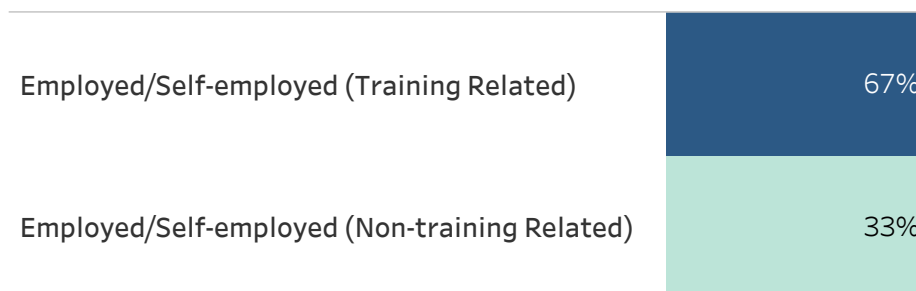 Employed/Self-employed (Training Related) 67%
Employed/Self-employed (Non-training Related) 33%